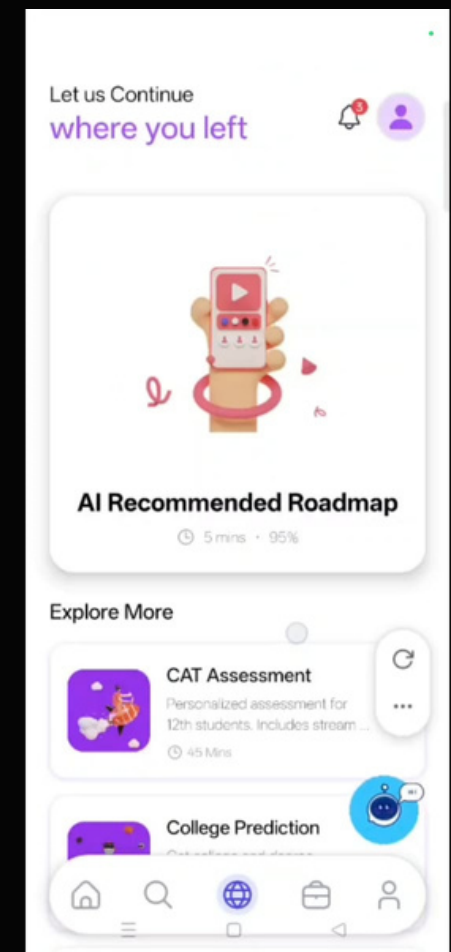 Let us Continue
where you left
3
AI Recommended Roadmap
5 mins · 95%
Explore More
CAT Assessment
Personalized assessment for
12th students. Includes stream ...
45 Mins
College Prediction